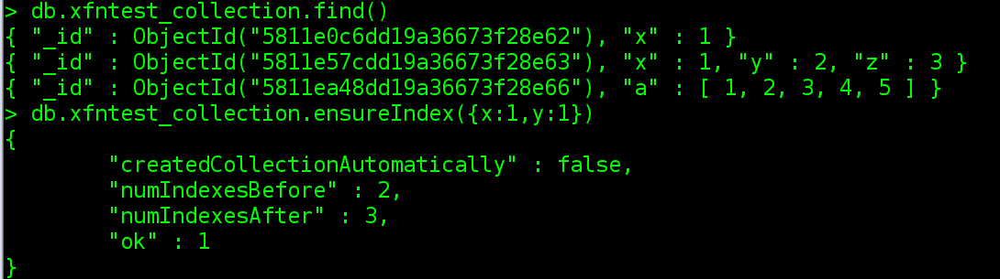 > db.xfntest_collection.find()
{ "_id" : ObjectId("5811e0c6dd19a36673f28e62"), "x" : 1 }
{ "_id" : ObjectId("5811e57cdd19a36673f28e63"), "x" : 1, "y" : 2, "z" : 3 }
{ "_id" : ObjectId("5811ea48dd19a36673f28e66"), "a" : [ 1, 2, 3, 4, 5 ] }
> db.xfntest_collection.ensureIndex({x:1,y:1})
{
        "createdCollectionAutomatically" : false,
        "numIndexesBefore" : 2,
        "numIndexesAfter" : 3,
        "ok" : 1
}